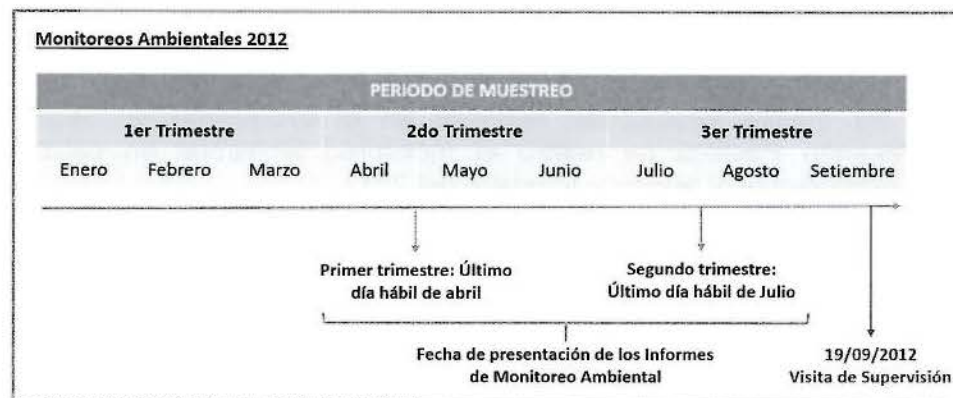 Monitoreos Ambientales 2012
PERIODO DE MUESTREO
1er Trimestre 2do Trimestre 3er Trimestre
Enero Febrero Marzo Abril Mayo Junio Julio Agosto Setiembre
Primer trimestre: Último
día hábil de abril
Segundo trimestre:
Último día hábil de Julio
Fecha de presentación de los Informes
de Monitoreo Ambiental
19/09/2012
Visita de Supervisión